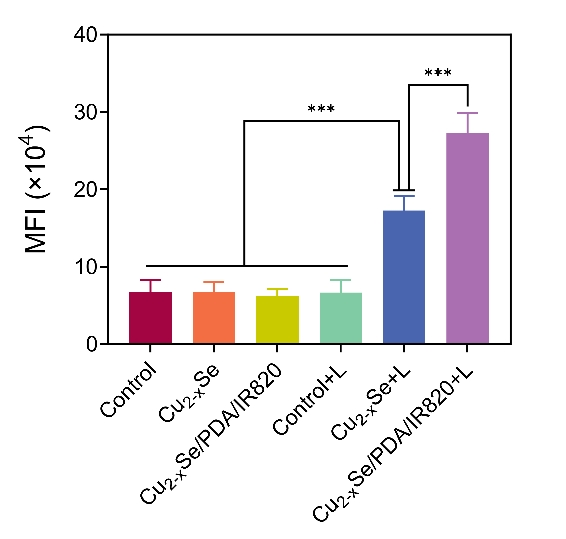 40
30
20
10
0
MFI (×10⁴)
***
***
Control
Cu₂₋ₓSe
Cu₂₋ₓSe/PDA/IR820
Control+L
Cu₂₋ₓSe+L
Cu₂₋ₓSe/PDA/IR820+L